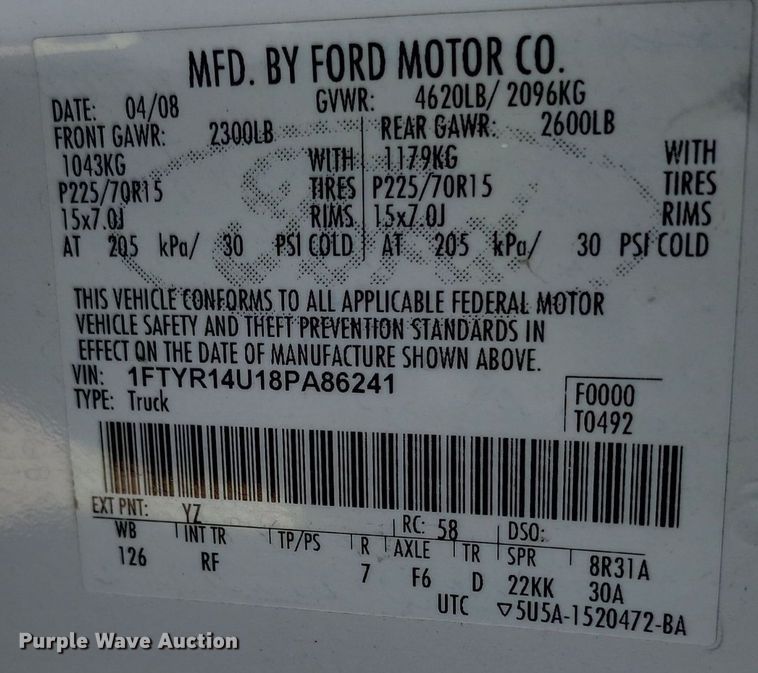 MFD. BY FORD MOTOR CO.
DATE: 04/08 GVWR: 4620LB/ 2096KG
FRONT GAWR: 2300LB REAR GAWR: 2600LB
1043KG WITH 1179KG WITH
P225/70R15 TIRES P225/70R15 TIRES
15x7.0J RIMS 15x7.0J RIMS
AT 205 kPa/ 30 PSI COLD AT 205 kPa/ 30 PSI COLD
Ford
THIS VEHICLE CONFORMS TO ALL APPLICABLE FEDERAL MOTOR
VEHICLE SAFETY AND THEFT PREVENTION STANDARDS IN
EFFECT ON THE DATE OF MANUFACTURE SHOWN ABOVE.
VIN: 1FTYR14U18PA86241 F0000
TYPE: Truck T0492
EXT PNT: YZ RC: 58 DSO:
WB INT TR TP/PS R AXLE TR SPR 8R31A
126 RF 7 F6 D 22KK 30A
UTC ▽5U5A-1520472-BA
Purple Wave Auction